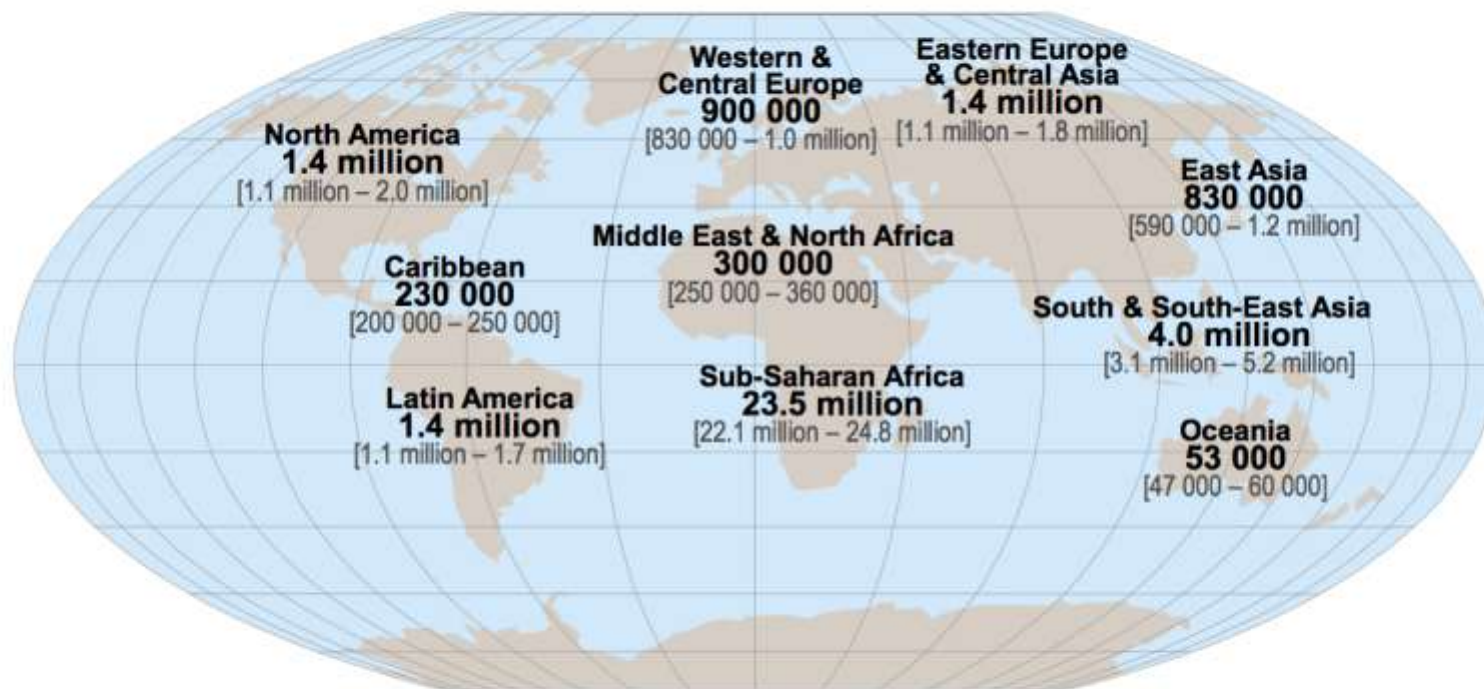 Western &
Central Europe
900 000
[830 000 – 1.0 million]
Eastern Europe
& Central Asia
1.4 million
[1.1 million – 1.8 million]
North America
1.4 million
[1.1 million – 2.0 million]
East Asia
830 000
[590 000 – 1.2 million]
Middle East & North Africa
300 000
[250 000 – 360 000]
Caribbean
230 000
[200 000 – 250 000]
South & South-East Asia
4.0 million
[3.1 million – 5.2 million]
Sub-Saharan Africa
23.5 million
[22.1 million – 24.8 million]
Latin America
1.4 million
[1.1 million – 1.7 million]
Oceania
53 000
[47 000 – 60 000]